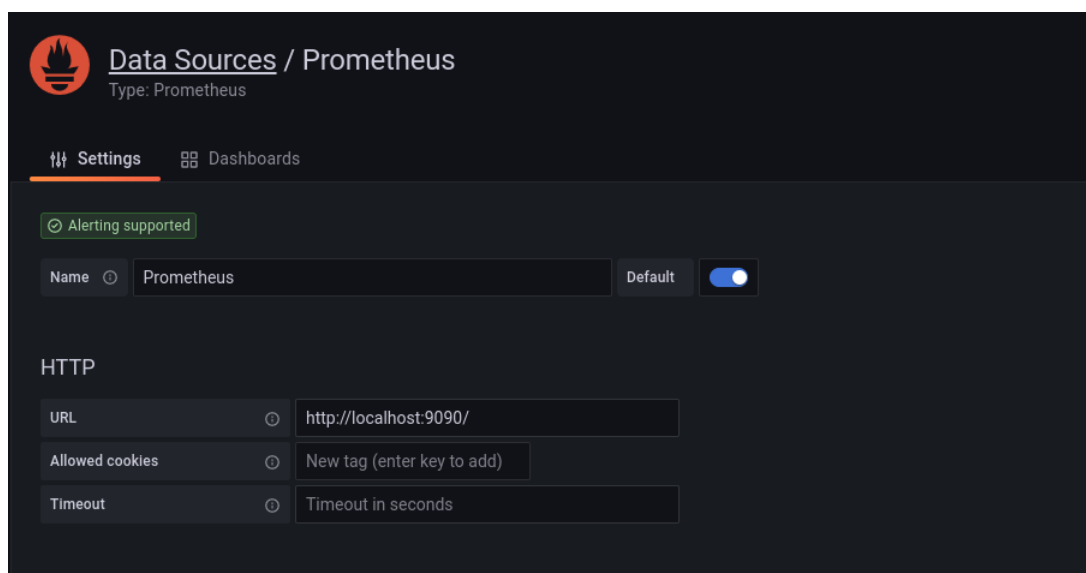 Data Sources / Prometheus
Type: Prometheus
Settings Dashboards
Alerting supported
Name Prometheus Default
HTTP
URL http://localhost:9090/
Allowed cookies New tag (enter key to add)
Timeout Timeout in seconds